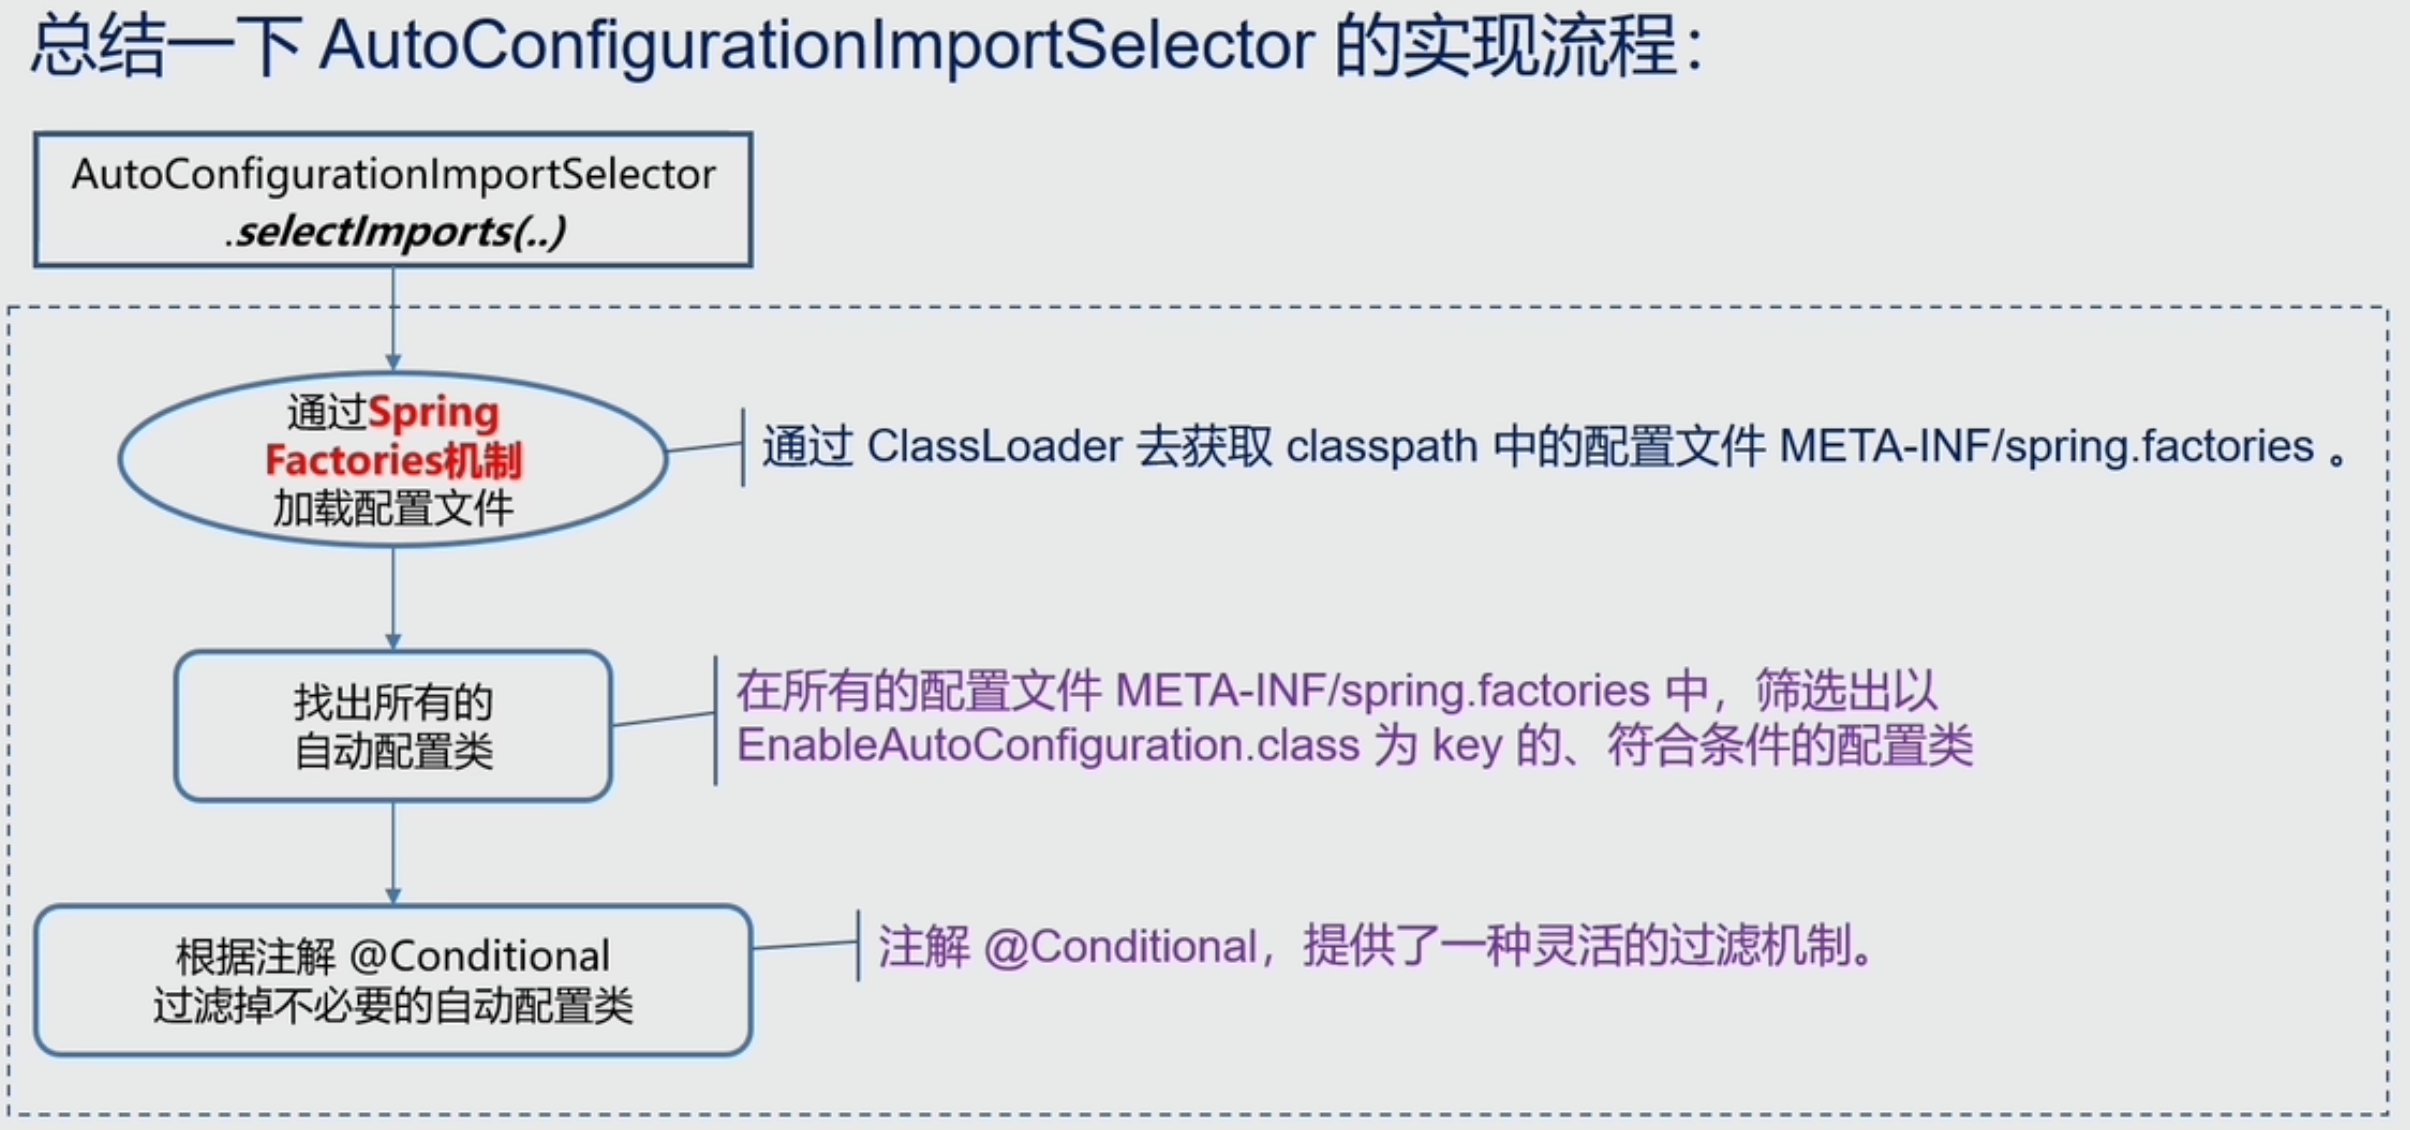 总结一下 AutoConfigurationImportSelector 的实现流程：
AutoConfigurationImportSelector
.selectImports(..)
通过Spring
Factories机制
加载配置文件
通过 ClassLoader 去获取 classpath 中的配置文件 META-INF/spring.factories 。
找出所有的
自动配置类
在所有的配置文件 META-INF/spring.factories 中，筛选出以
EnableAutoConfiguration.class 为 key 的、符合条件的配置类
根据注解 @Conditional
过滤掉不必要的自动配置类
注解 @Conditional，提供了一种灵活的过滤机制。